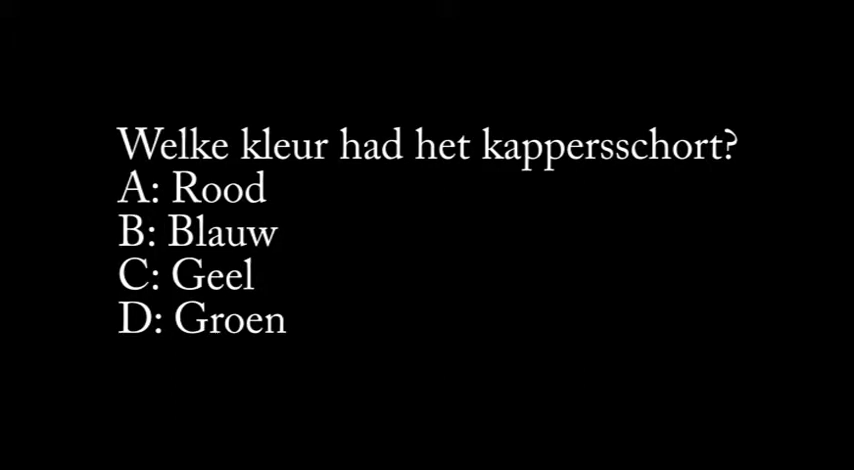 Welke kleur had het kappersschort?
A: Rood
B: Blauw
C: Geel
D: Groen